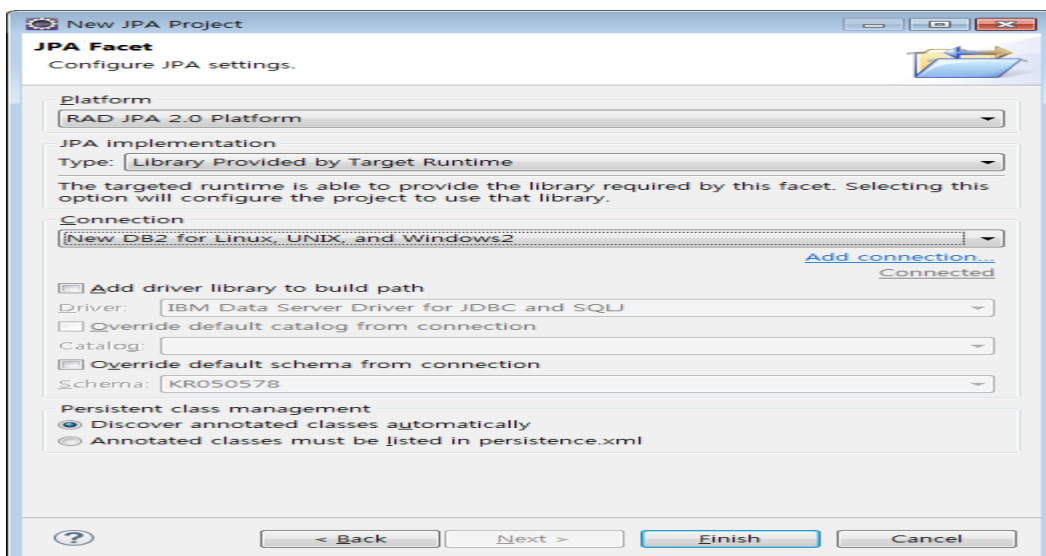 New JPA Project
JPA Facet
Configure JPA settings.
Platform
RAD JPA 2.0 Platform
JPA implementation
Type: Library Provided by Target Runtime
The targeted runtime is able to provide the library required by this facet. Selecting this
option will configure the project to use that library.
Connection
New DB2 for Linux, UNIX, and Windows2
Add connection...
Connected
Add driver library to build path
Driver: IBM Data Server Driver for JDBC and SQLJ
Override default catalog from connection
Catalog:
Override default schema from connection
Schema: KR050578
Persistent class management
Discover annotated classes automatically
Annotated classes must be listed in persistence.xml
? < Back Next > Finish Cancel